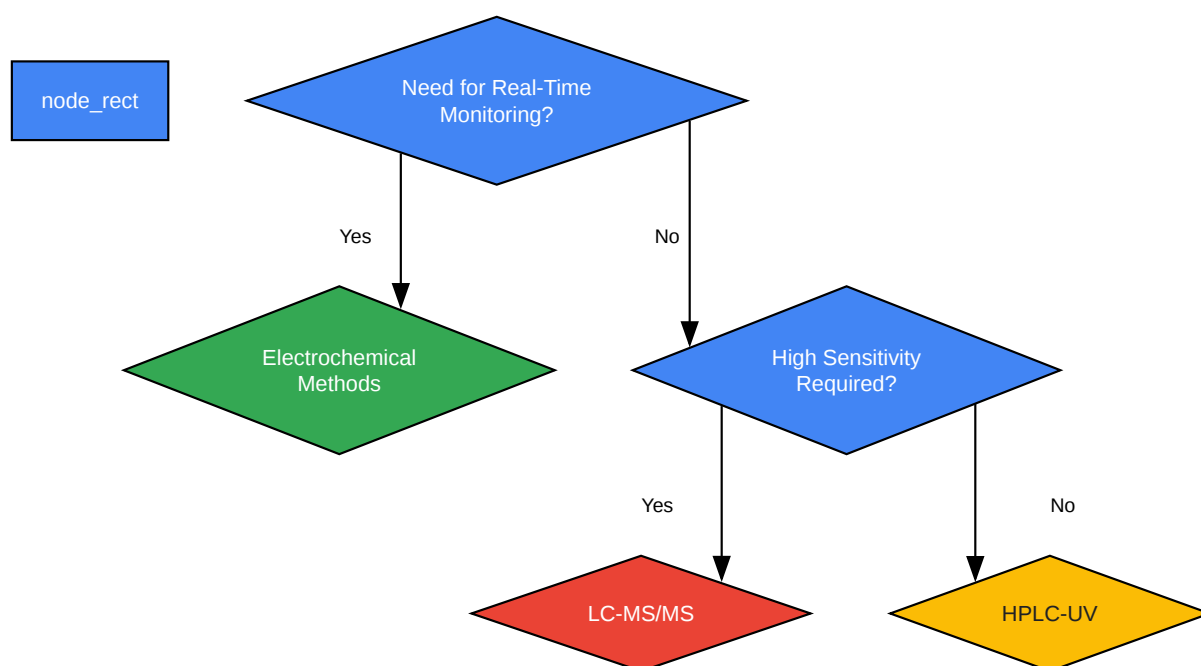 node_rect
Need for Real-Time
Monitoring?
Yes
No
Electrochemical
Methods
High Sensitivity
Required?
Yes
No
LC-MS/MS
HPLC-UV